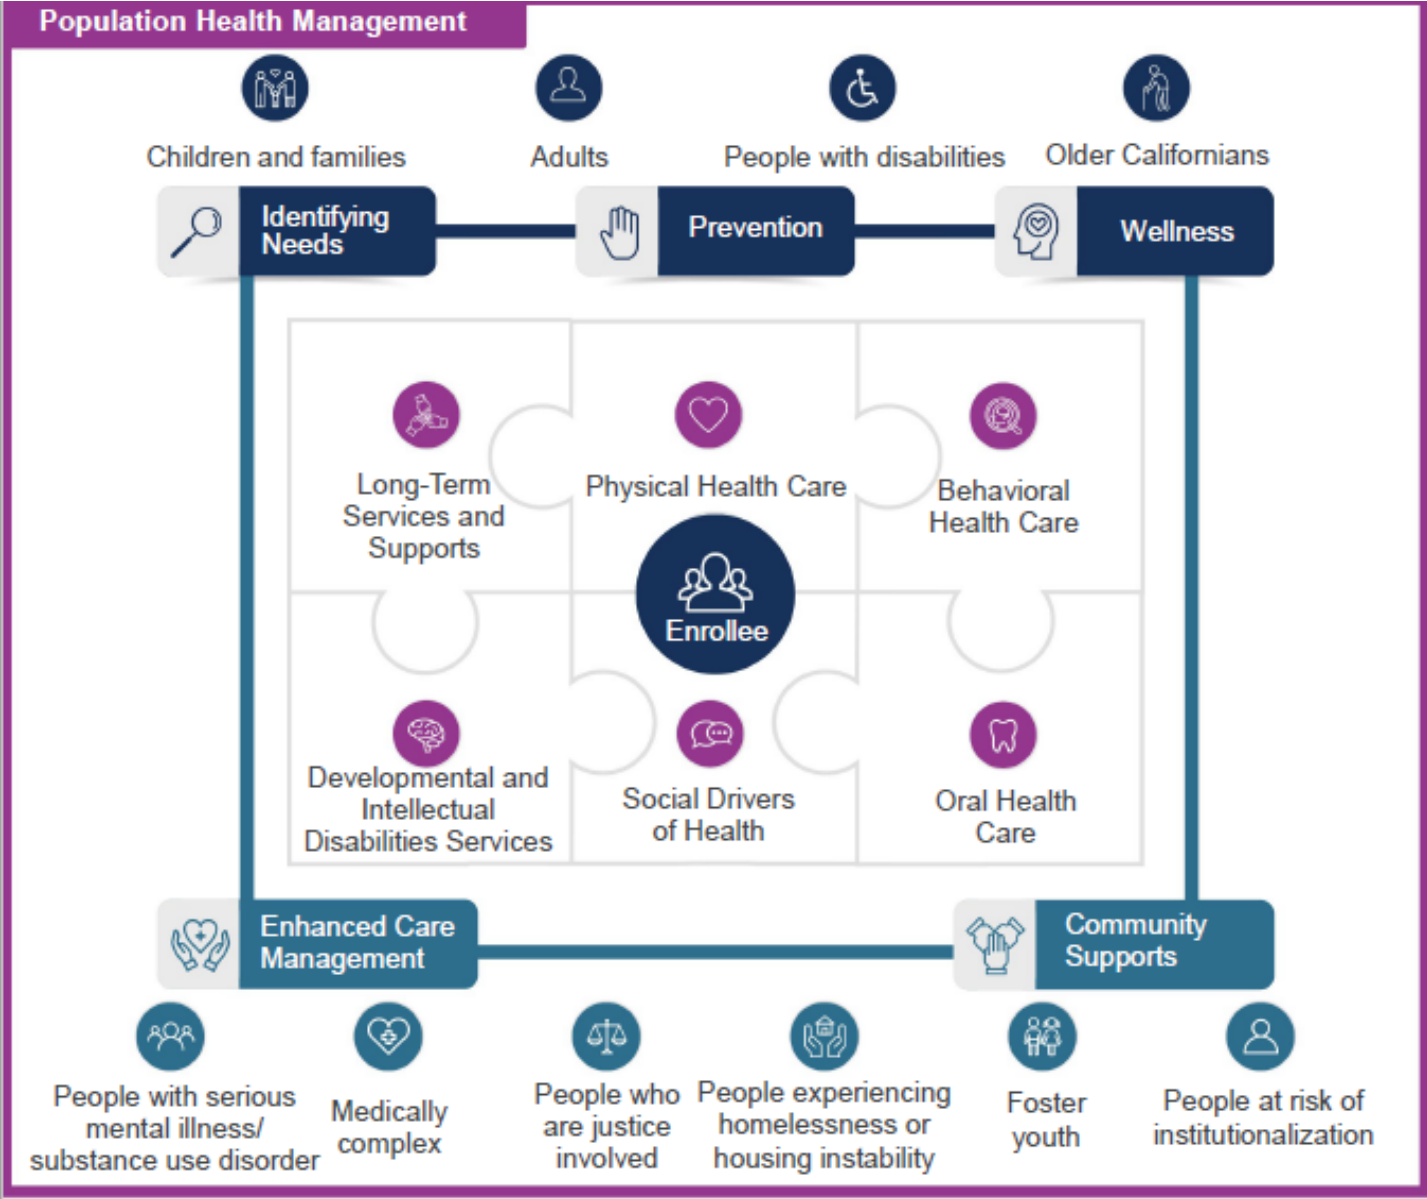 Population Health Management
Children and families
Adults
People with disabilities
Older Californians
Identifying
Needs
Prevention
Wellness
Long-Term
Services and
Supports
Physical Health Care
Behavioral
Health Care
Enrollee
Developmental and
Intellectual
Disabilities Services
Social Drivers
of Health
Oral Health
Care
Enhanced Care
Management
Community
Supports
People with serious
mental illness/
substance use disorder
Medically
complex
People who
are justice
involved
People experiencing
homelessness or
housing instability
Foster
youth
People at risk of
institutionalization